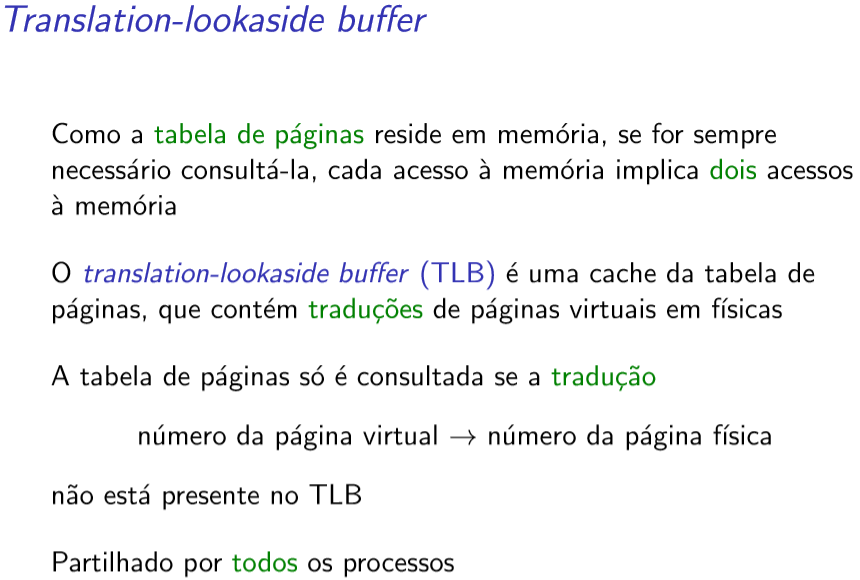 Translation-lookaside buffer
Como a tabela de páginas reside em memória, se for sempre
necessário consultá-la, cada acesso à memória implica dois acessos
à memória
O translation-lookaside buffer (TLB) é uma cache da tabela de
páginas, que contém traduções de páginas virtuais em físicas
A tabela de páginas só é consultada se a tradução
número da página virtual → número da página física
não está presente no TLB
Partilhado por todos os processos